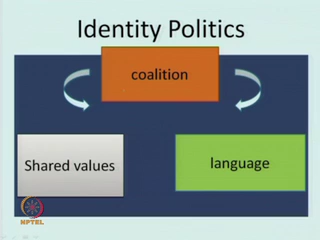 Identity Politics
coalition
Shared values
language
NPTEL